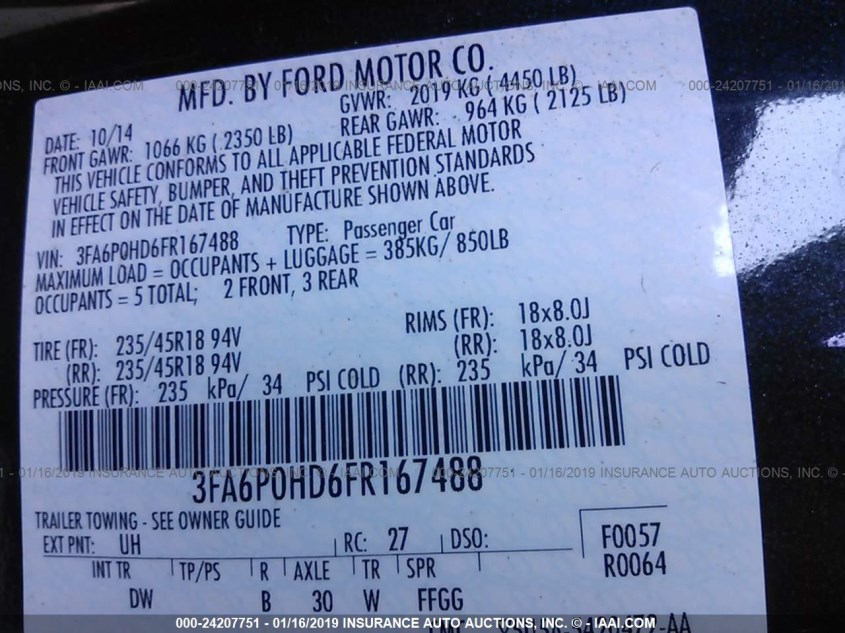 MFD. BY FORD MOTOR CO.
DATE: 10/14 GVWR: 2019 KG ( 4450 LB)
FRONT GAWR: 1066 KG ( 2350 LB) REAR GAWR: 964 KG ( 2125 LB)
THIS VEHICLE CONFORMS TO ALL APPLICABLE FEDERAL MOTOR
VEHICLE SAFETY, BUMPER, AND THEFT PREVENTION STANDARDS
IN EFFECT ON THE DATE OF MANUFACTURE SHOWN ABOVE.
VIN: 3FA6P0HD6FR167488 TYPE: Passenger Car
MAXIMUM LOAD = OCCUPANTS + LUGGAGE = 385KG/ 850LB
OCCUPANTS = 5 TOTAL; 2 FRONT, 3 REAR
TIRE (FR): 235/45R18 94V RIMS (FR): 18x8.0J
(RR): 235/45R18 94V (RR): 18x8.0J
PRESSURE (FR): 235 kPa/ 34 PSI COLD (RR): 235 kPa/ 34 PSI COLD
3FA6P0HD6FR167488
TRAILER TOWING - SEE OWNER GUIDE
EXT PNT: UH RC: 27 DSO: F0057
R0064
INT TR TP/PS R AXLE TR SPR
DW B 30 W FFGG
000-24207751 - 01/16/2019 INSURANCE AUTO AUCTIONS, INC. - IAAI.COM